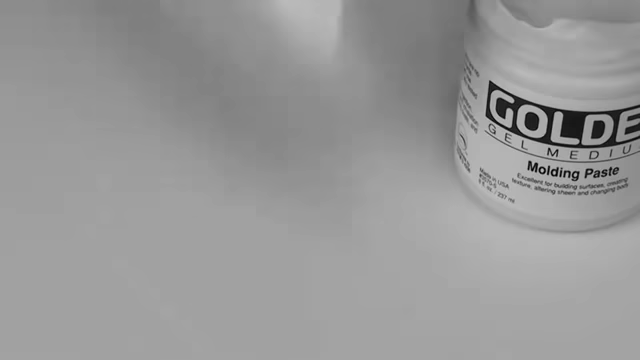 GOLDE
GEL MEDIU
Molding Paste
Excellent for building surfaces, creating
texture, altering sheen and changing body
Made in USA
8 fl. oz. / 237 ml